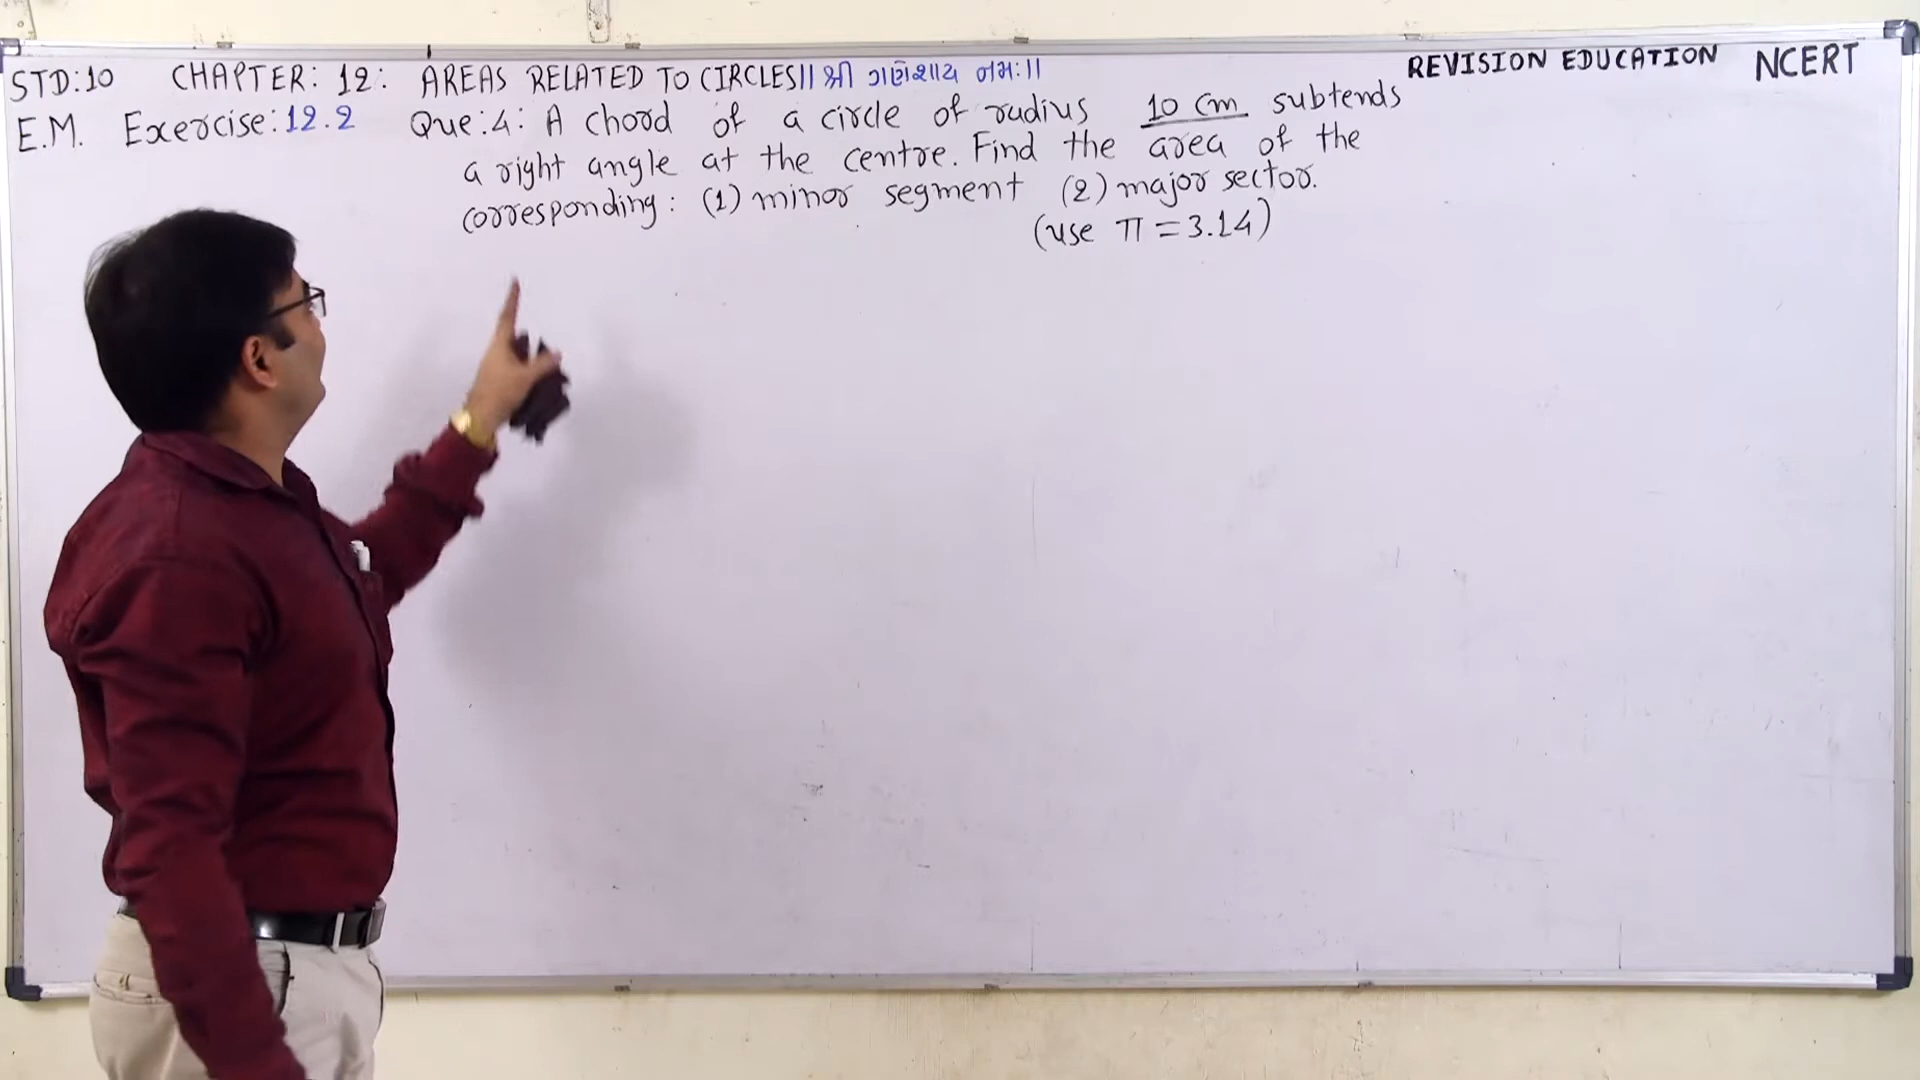 STD:10 CHAPTER: 12: AREAS RELATED TO CIRCLES || શ્રી ગણેશાય નમઃ || REVISION EDUCATION NCERT
E.M. Exercise:12.2 Que:4: A chord of a circle of radius 10 cm subtends
a right angle at the centre. Find the area of the
corresponding: (1) minor segment (2) major sector.
(use π = 3.14)